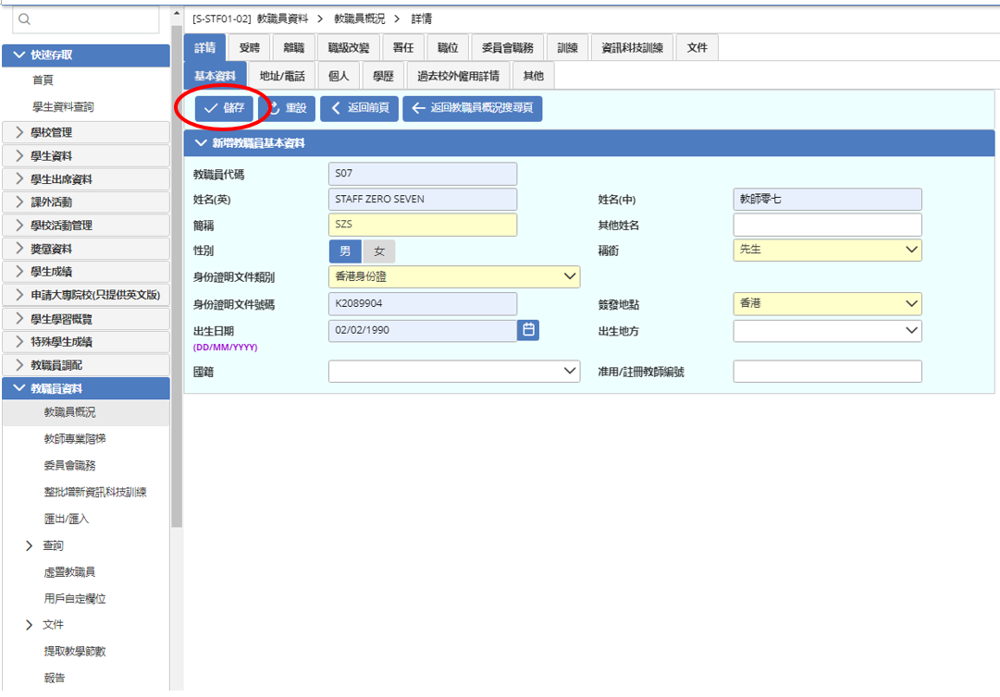 [S-STF01-02] 教職員資料 > 教職員概況 > 詳情
詳情 受聘 離職 職級改變 署任 職位 委員會職務 訓練 資訊科技訓練 文件
基本資料 地址/電話 個人 學歷 過去校外僱用詳情 其他
儲存 重設 返回前頁 返回教職員概況搜尋頁
新增教職員基本資料
教職員代碼 S07
姓名(英) STAFF ZERO SEVEN 姓名(中) 教師零七
簡稱 SZS 其他姓名
性別 男 女 稱銜 先生
身份證明文件類別 香港身份證
身份證明文件號碼 K2089904 簽發地點 香港
出生日期 02/02/1990 出生地方
(DD/MM/YYYY)
國籍 准用/註冊教師編號
快速存取
首頁
學生資料查詢
學校管理
學生資料
學生出席資料
課外活動
學校活動管理
獎懲資料
學生成績
申請大專院校(只提供英文版)
學生學習概覽
特殊學生成績
教職員調配
教職員資料
教職員概況
教師專業階梯
委員會職務
整批增新資訊科技訓練
匯出/匯入
查詢
虛置教職員
用戶自定欄位
文件
提取教學節數
報告